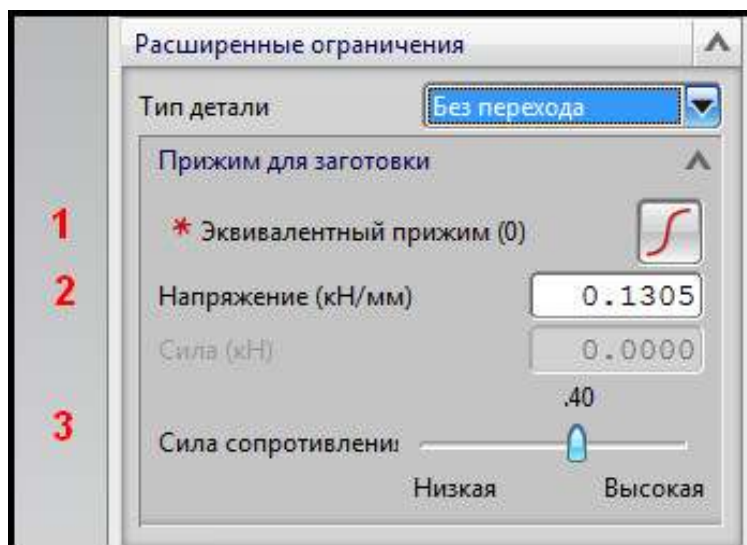 Расширенные ограничения
Тип детали Без перехода
Прижим для заготовки
1 * Эквивалентный прижим (0)
2 Напряжение (кН/мм) 0.1305
Сила (кН) 0.0000
.40
3 Сила сопротивлени
Низкая Высокая